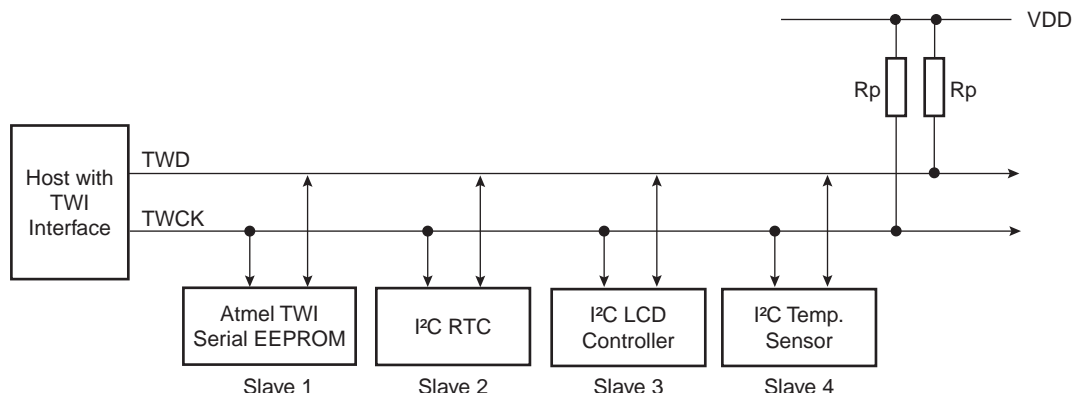 VDD
Rp
Rp
Host with
TWI
Interface
TWD
TWCK
Atmel TWI
Serial EEPROM
I²C RTC
I²C LCD
Controller
I²C Temp.
Sensor
Slave 1
Slave 2
Slave 3
Slave 4